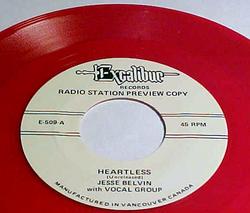 Excalibur
RECORDS
RADIO STATION PREVIEW COPY
E-509-A 45 RPM
HEARTLESS
(Unreleased)
JESSE BELVIN
with VOCAL GROUP
MANUFACTURED IN VANCOUVER CANADA